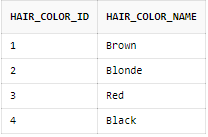 HAIR_COLOR_ID HAIR_COLOR_NAME
1 Brown
2 Blonde
3 Red
4 Black